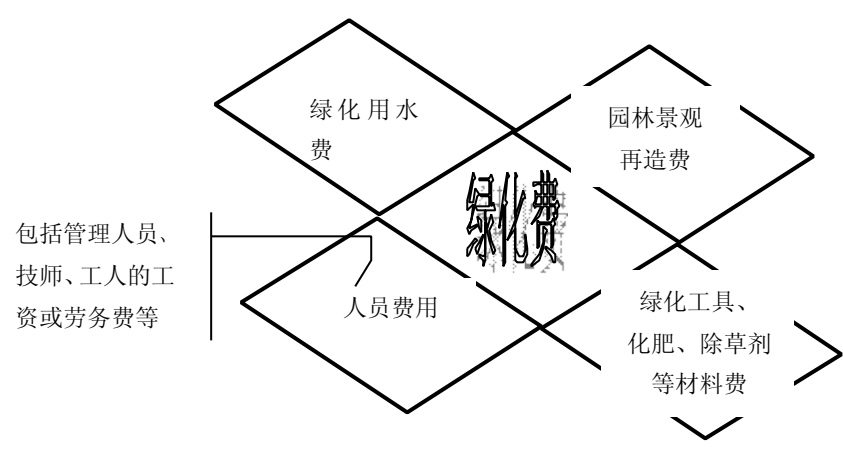 绿化用水
费
园林景观
再造费
绿化费
包括管理人员、
技师、工人的工
资或劳务费等
人员费用
绿化工具、
化肥、除草剂
等材料费